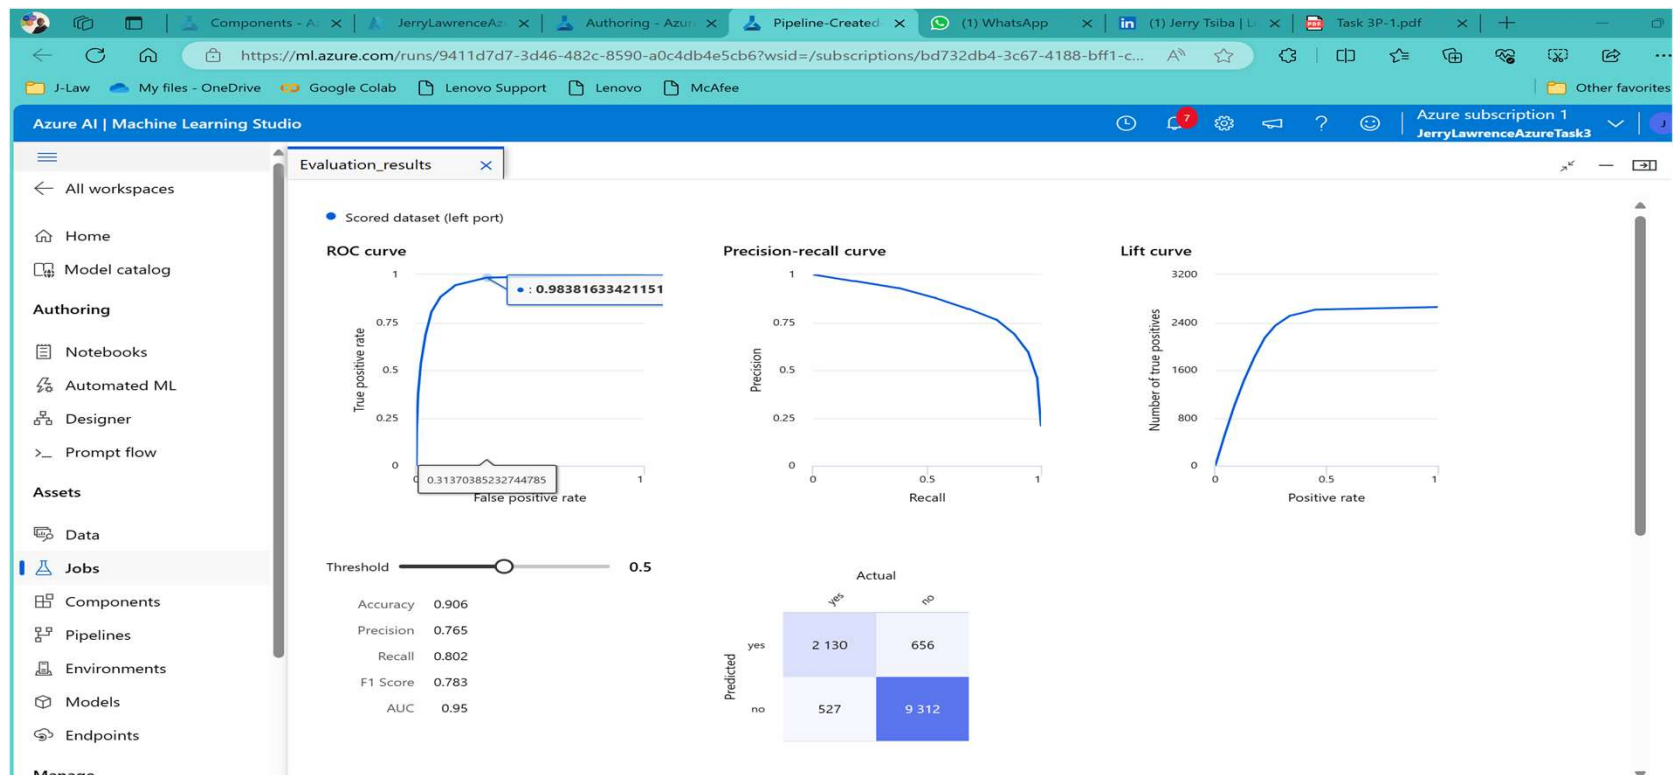 Components - A
JerryLawrenceAz
Authoring - Azur
Pipeline-Created
(1) WhatsApp
(1) Jerry Tsiba | L
Task 3P-1.pdf
https://ml.azure.com/runs/9411d7d7-3d46-482c-8590-a0c4db4e5cb6?wsid=/subscriptions/bd732db4-3c67-4188-bff1-c...
J-Law
My files - OneDrive
Google Colab
Lenovo Support
Lenovo
McAfee
Other favorites
Azure AI | Machine Learning Studio
7
Azure subscription 1
JerryLawrenceAzureTask3
J
All workspaces
Home
Model catalog
Authoring
Notebooks
Automated ML
Designer
Prompt flow
Assets
Data
Jobs
Components
Pipelines
Environments
Models
Endpoints
Manage
Evaluation_results
Scored dataset (left port)
ROC curve
1
0.75
0.5
0.25
0
True positive rate
: 0.98381633421151
0.31370385232744785
0
1
False positive rate
Precision-recall curve
1
0.75
0.5
0.25
0
Precision
0
0.5
1
Recall
Lift curve
3200
2400
1600
800
0
Number of true positives
0
0.5
1
Positive rate
Threshold 0.5
Accuracy 0.906
Precision 0.765
Recall 0.802
F1 Score 0.783
AUC 0.95
Actual
yes no
Predicted
yes 2 130 656
no 527 9 312